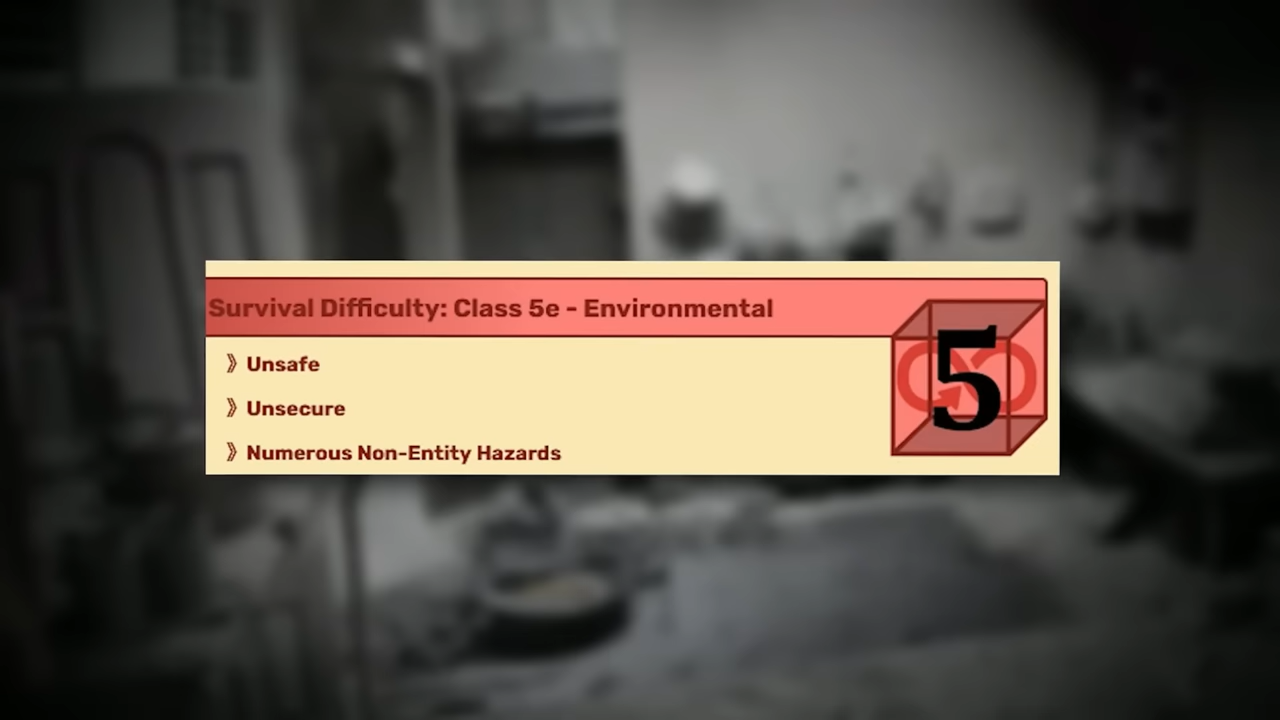 Survival Difficulty: Class 5e - Environmental
5
》 Unsafe
》 Unsecure
》 Numerous Non-Entity Hazards